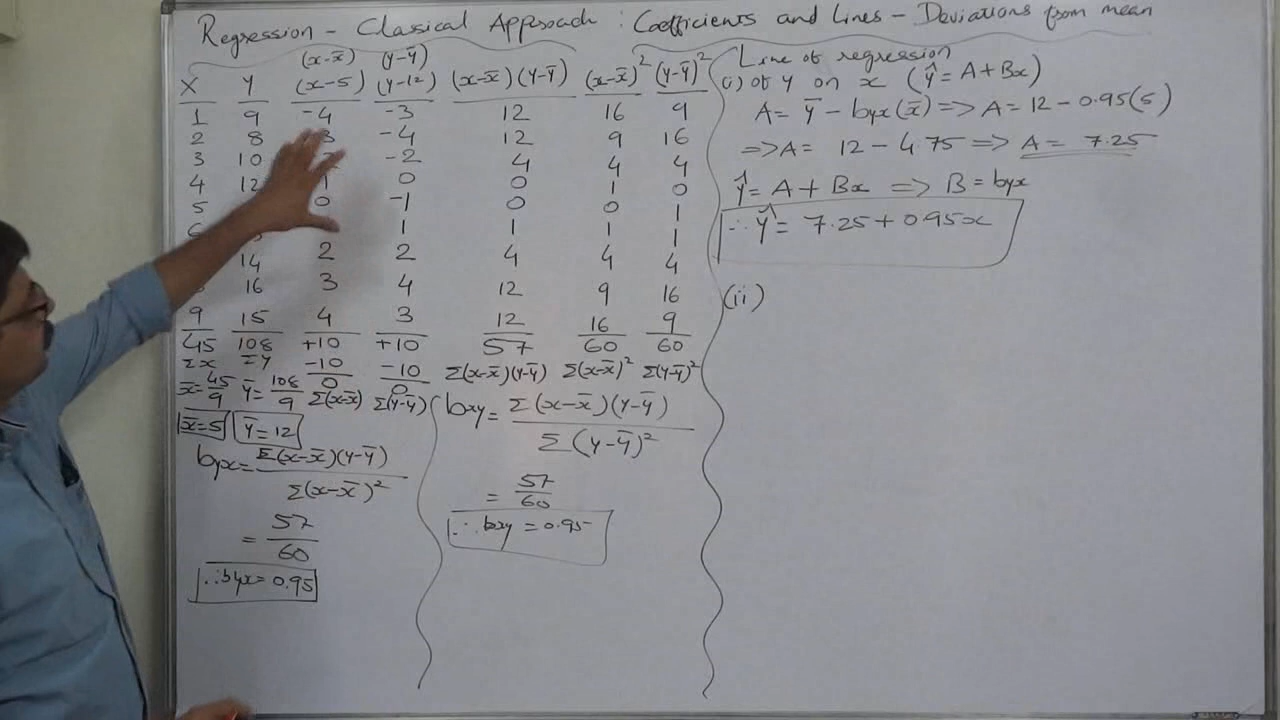 Regression - Classical Approach : Coefficients and Lines - Deviations from mean
(x-x̄) (y-ȳ)
X Y (x-5) (y-12) (x-x̄)(y-ȳ) (x-x̄)² (y-ȳ)²
1 9 -4 -3 12 16 9
2 8 3 -4 12 9 16
3 10 -2 4 4 4
4 12 1 0 0 1 0
5 0 -1 0 0 1
1 1 1 1
14 2 2 4 4 4
16 3 4 12 9 16
9 15 4 3 12 16 9
45 108 +10 +10 57 60 60
Σx Σy -10 -10 Σ(x-x̄)(y-ȳ) Σ(x-x̄)² Σ(y-ȳ)²
0 0
x̄=45/9 ȳ=108/9 Σ(x-x̄) Σ(y-ȳ)
x̄=5 ȳ=12
byx = Σ(x-x̄)(y-ȳ) / Σ(x-x̄)²
= 57/60
∴ byx = 0.95
bxy = Σ(x-x̄)(y-ȳ) / Σ(y-ȳ)²
= 57/60
∴ bxy = 0.95
Line of regression
(i) of y on x (Ŷ = A + Bx)
A = ȳ - byx(x̄) => A = 12 - 0.95(5)
=> A = 12 - 4.75 => A = 7.25
Ŷ = A + Bx => B = byx
∴ Ŷ = 7.25 + 0.95x
(ii)